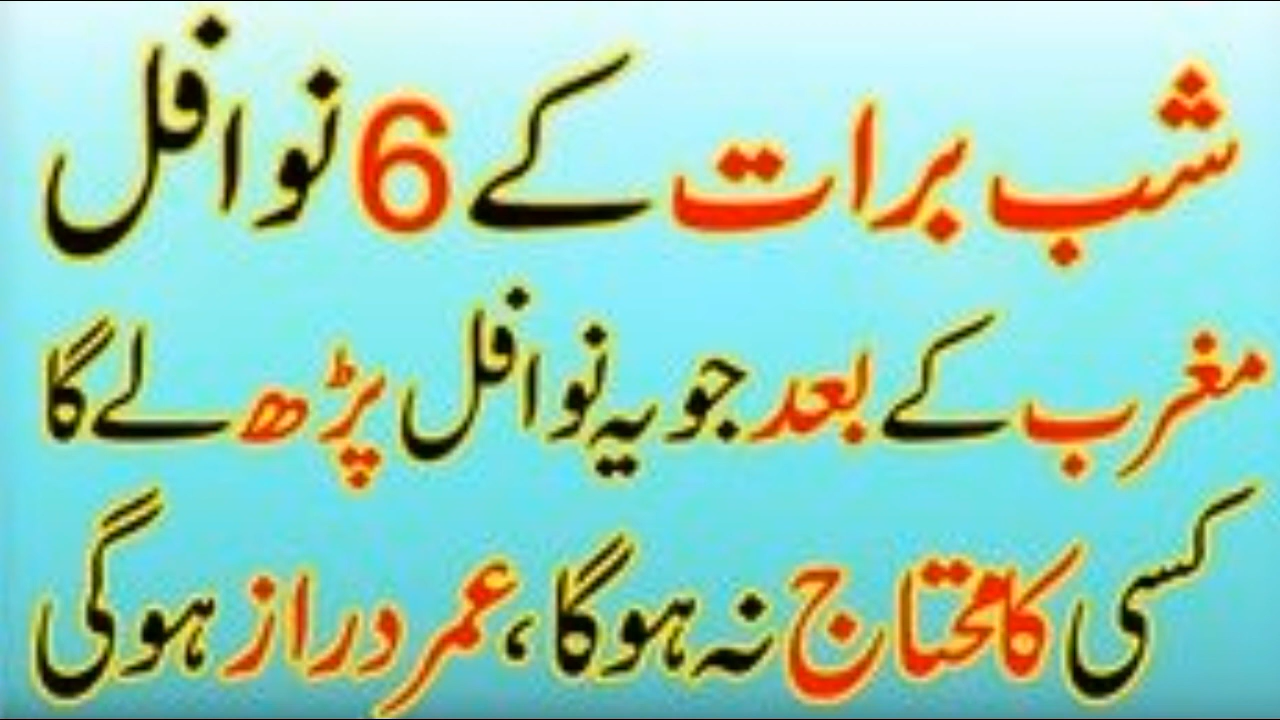 شب برات کے 6 نوافل
مغرب کے بعد جو یہ نوافل پڑھ لے گا
کسی کا محتاج نہ ہوگا، عمر دراز ہوگی